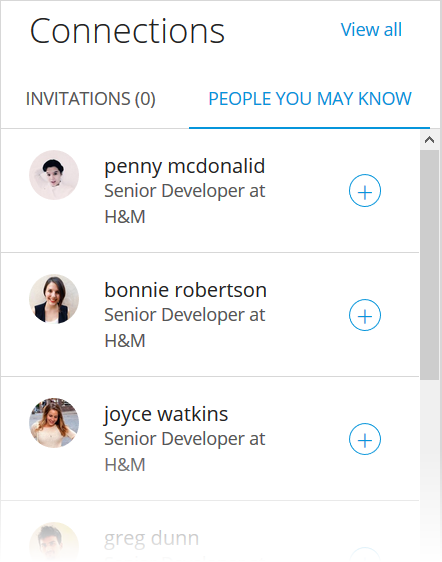 Connections
View all
INVITATIONS (0)
PEOPLE YOU MAY KNOW
penny mcdonalid
Senior Developer at
H&M
bonnie robertson
Senior Developer at
H&M
joyce watkins
Senior Developer at
H&M
greg dunn